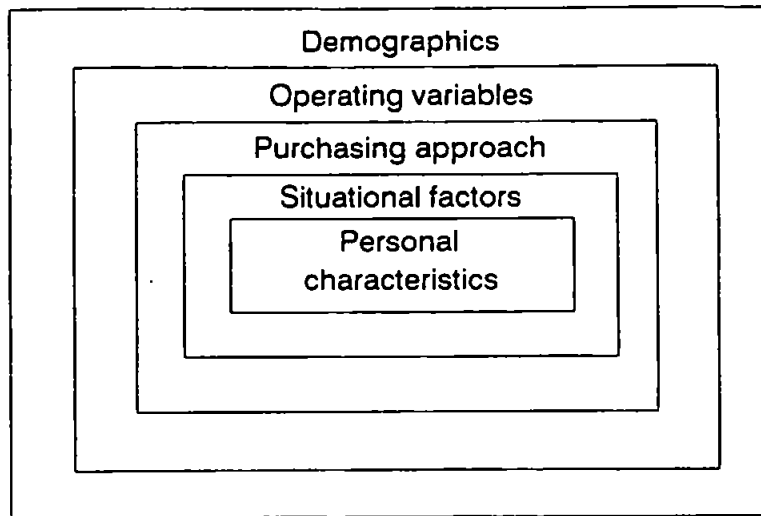 Demographics
Operating variables
Purchasing approach
Situational factors
Personal
characteristics